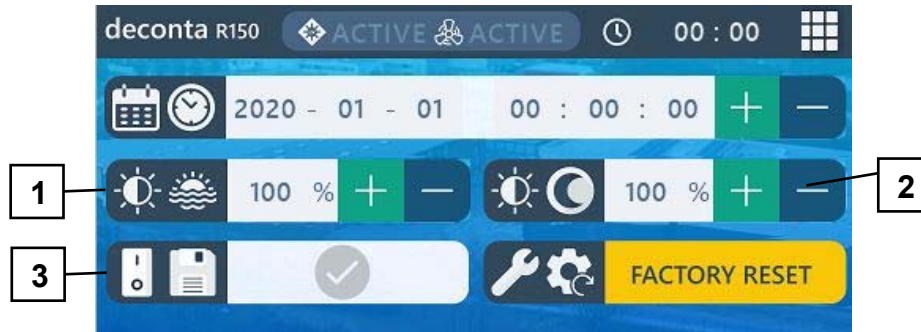 deconta R150 ACTIVE ACTIVE 00 : 00
2020 - 01 - 01 00 : 00 : 00 + −
1 100 % + − 100 % + − 2
3 FACTORY RESET